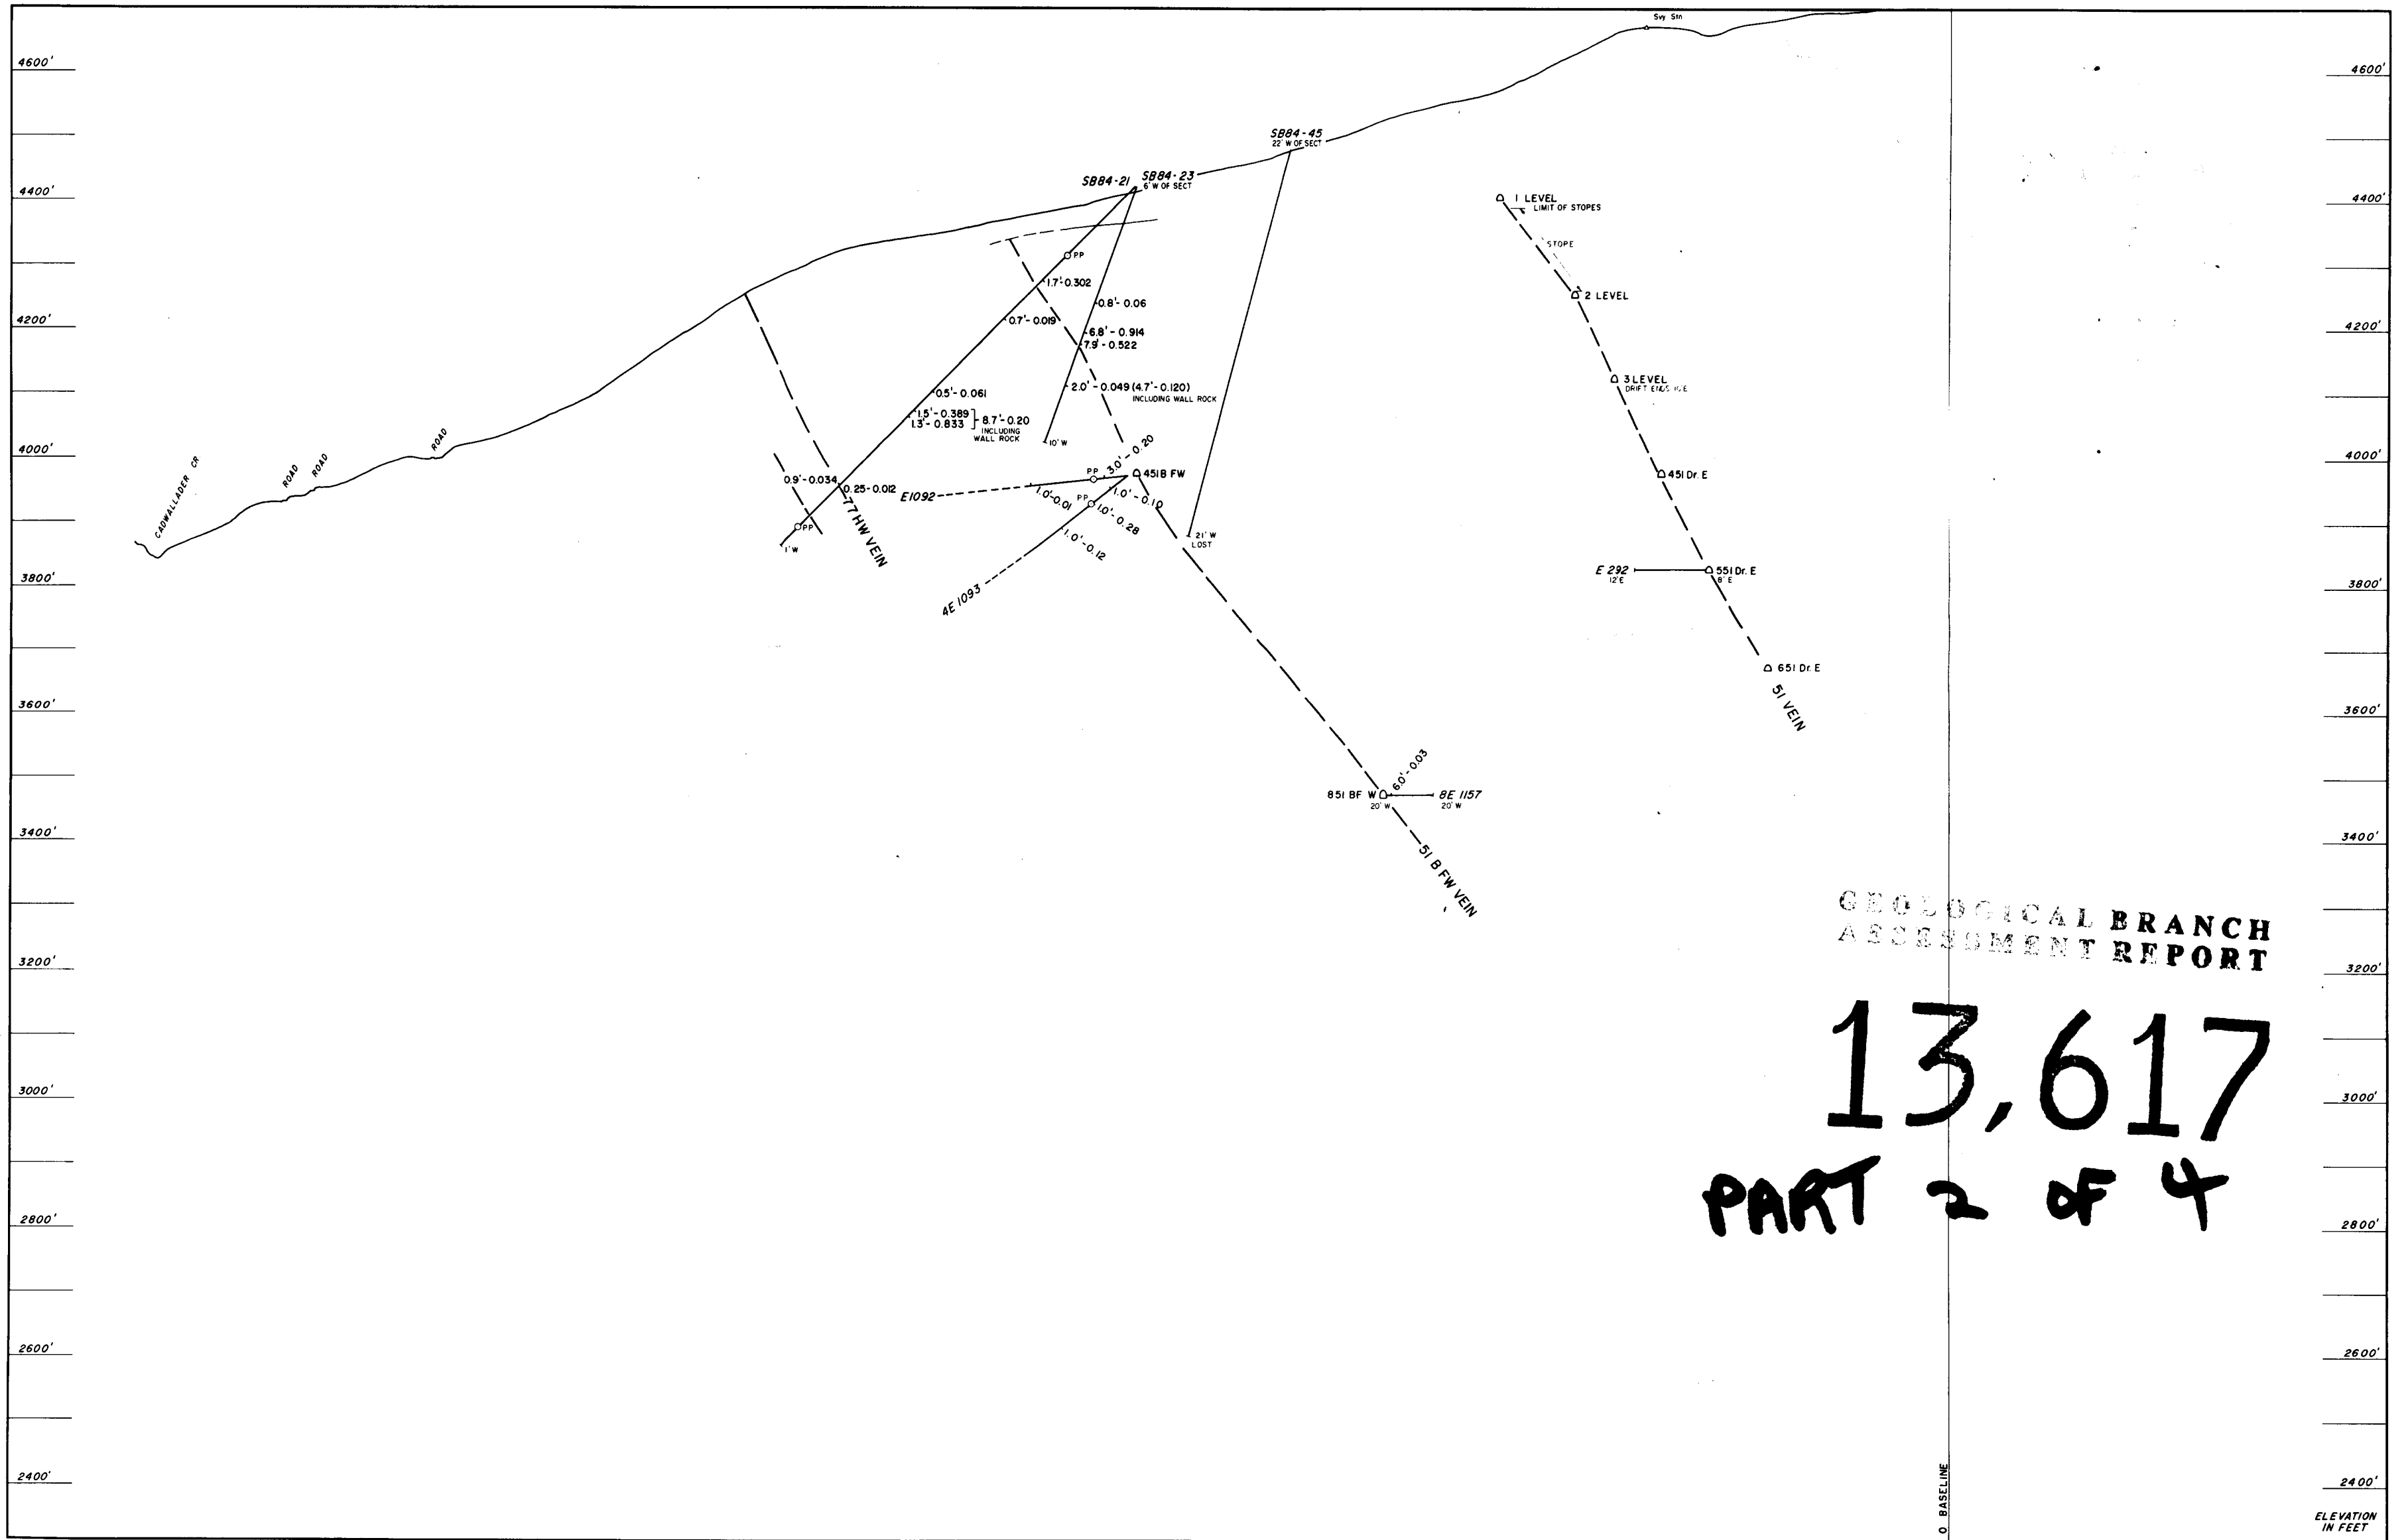 Svy Stn
4600'
4600'
SB84-45
22' W OF SECT
SB84-21
SB84-23
6' W OF SECT
4400'
4400'
1 LEVEL
LIMIT OF STOPES
STOPE
PP
1.7'-0.302
0.8'-0.06
2 LEVEL
4200'
4200'
0.7'-0.019
6.8'-0.914
7.9'-0.522
3 LEVEL
DRIFT ENDS
2.0'-0.049 (4.7'-0.120)
INCLUDING WALL ROCK
0.5'-0.061
1.5'-0.389
1.3'-0.833
8.7'-0.20
INCLUDING
WALL ROCK
10' W
4000'
4000'
CADWALLADER CR
ROAD
ROAD
ROAD
0.9'-0.034
0.25-0.012
E1092
PP
3.0'-0.20
451B FW
451 Dr. E
1.0'-0.01
1.0'-0.10
PP
1.0'-0.28
1.0'-0.12
PP
1' W
77 HW VEIN
21' W
LOST
4E 1093
3800'
3800'
E 292
12'E
551 Dr. E
8' E
651 Dr. E
51 VEIN
3600'
3600'
6.0'-0.03
851 BF W
20' W
8E 1157
20' W
51 B FW VEIN
3400'
3400'
GEOLOGICAL BRANCH
ASSESSMENT REPORT
3200'
3200'
13,617
PART 2 OF 4
3000'
3000'
2800'
2800'
2600'
2600'
2400'
2400'
0 BASELINE
ELEVATION
IN FEET